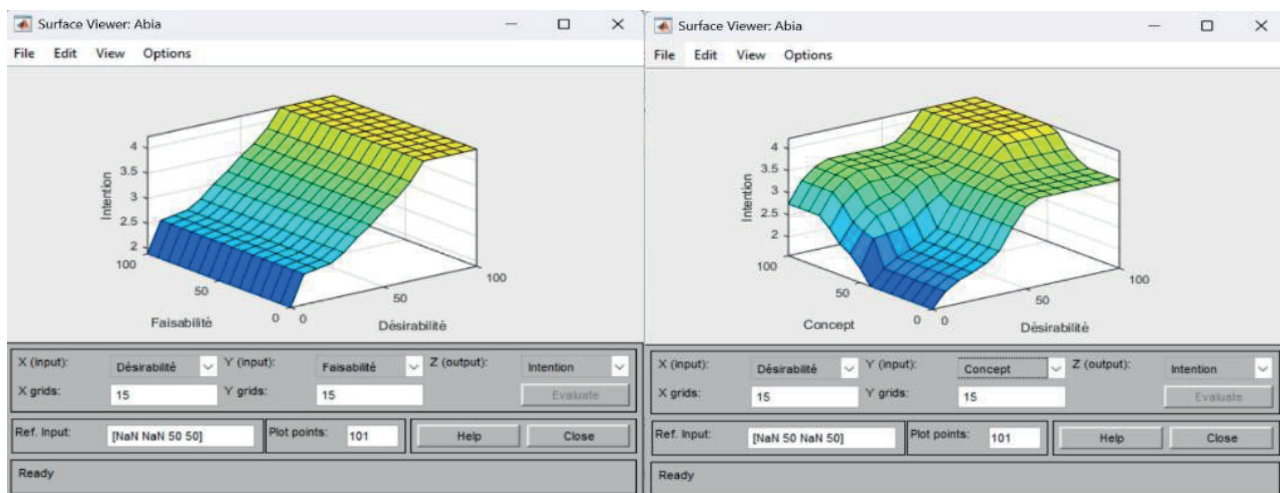 Surface Viewer: Abia
File Edit View Options
4
3.5
3
2.5
2
Intention
100
50
0
0
50
100
Faisabilité
Désirabilité
X (input): Désirabilité Y (input): Faisabilité Z (output): Intention
X grids: 15 Y grids: 15 Evaluate
Ref. Input: [NaN NaN 50 50] Plot points: 101 Help Close
Ready
Surface Viewer: Abia
File Edit View Options
4
3.5
3
2.5
2
Intention
100
50
0
0
50
100
Concept
Désirabilité
X (input): Désirabilité Y (input): Concept Z (output): Intention
X grids: 15 Y grids: 15 Evaluate
Ref. Input: [NaN 50 NaN 50] Plot points: 101 Help Close
Ready